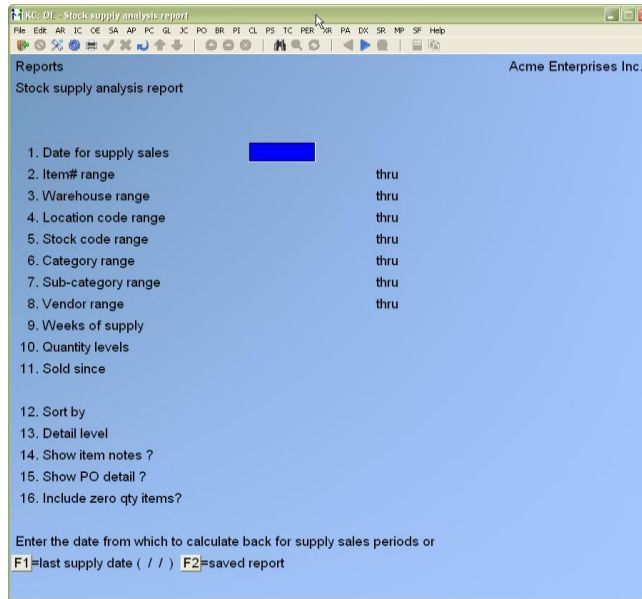 KC: OE - Stock supply analysis report
File Edit AR IC OE SA AP PC GL JC PO BR PI CL PS TC PER XR PA DX SR MP SF Help
Reports Acme Enterprises Inc.
Stock supply analysis report
1. Date for supply sales
2. Item# range thru
3. Warehouse range thru
4. Location code range thru
5. Stock code range thru
6. Category range thru
7. Sub-category range thru
8. Vendor range thru
9. Weeks of supply
10. Quantity levels
11. Sold since
12. Sort by
13. Detail level
14. Show item notes ?
15. Show PO detail ?
16. Include zero qty items?
Enter the date from which to calculate back for supply sales periods or
F1=last supply date ( / / ) F2=saved report